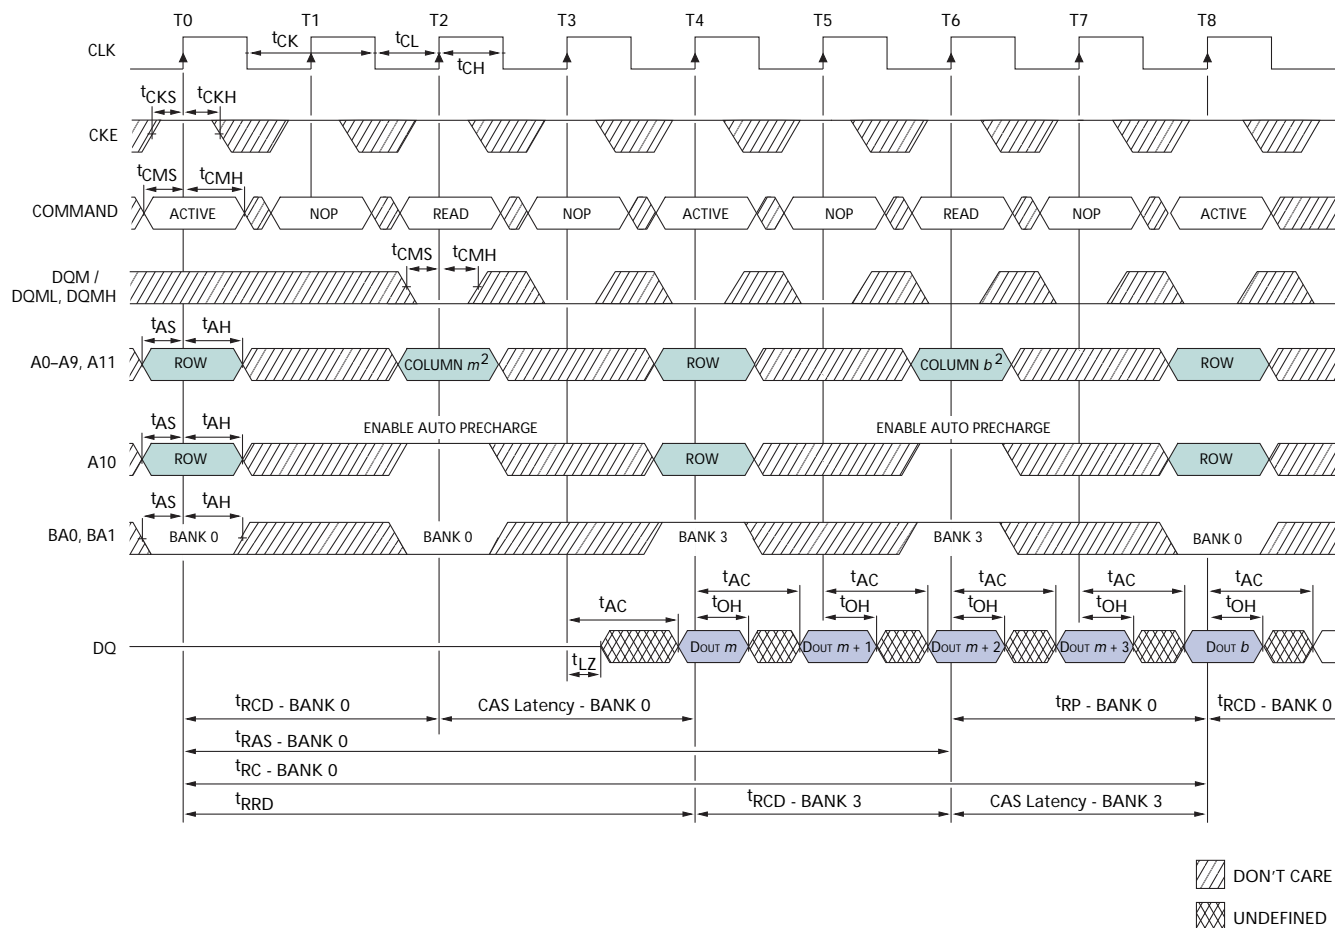 T0 T1 T2 T3 T4 T5 T6 T7 T8
CLK
tCK tCL
tCH
tCKS tCKH
CKE
tCMS tCMH
COMMAND ACTIVE NOP READ NOP ACTIVE NOP READ NOP ACTIVE
tCMS tCMH
DQM /
DQML, DQMH
tAS tAH
A0–A9, A11 ROW COLUMN m2 ROW COLUMN b2 ROW
ENABLE AUTO PRECHARGE ENABLE AUTO PRECHARGE
tAS tAH
A10 ROW ROW ROW
tAS tAH
BA0, BA1 BANK 0 BANK 0 BANK 3 BANK 3 BANK 0
tAC tAC tAC tAC tAC tAC
tOH tOH tOH tOH tOH
DQ DOUT m DOUT m + 1 DOUT m + 2 DOUT m + 3 DOUT b
tLZ
tRCD - BANK 0 CAS Latency - BANK 0 tRP - BANK 0 tRCD - BANK 0
tRAS - BANK 0
tRC - BANK 0
tRRD tRCD - BANK 3 CAS Latency - BANK 3
DON'T CARE
UNDEFINED